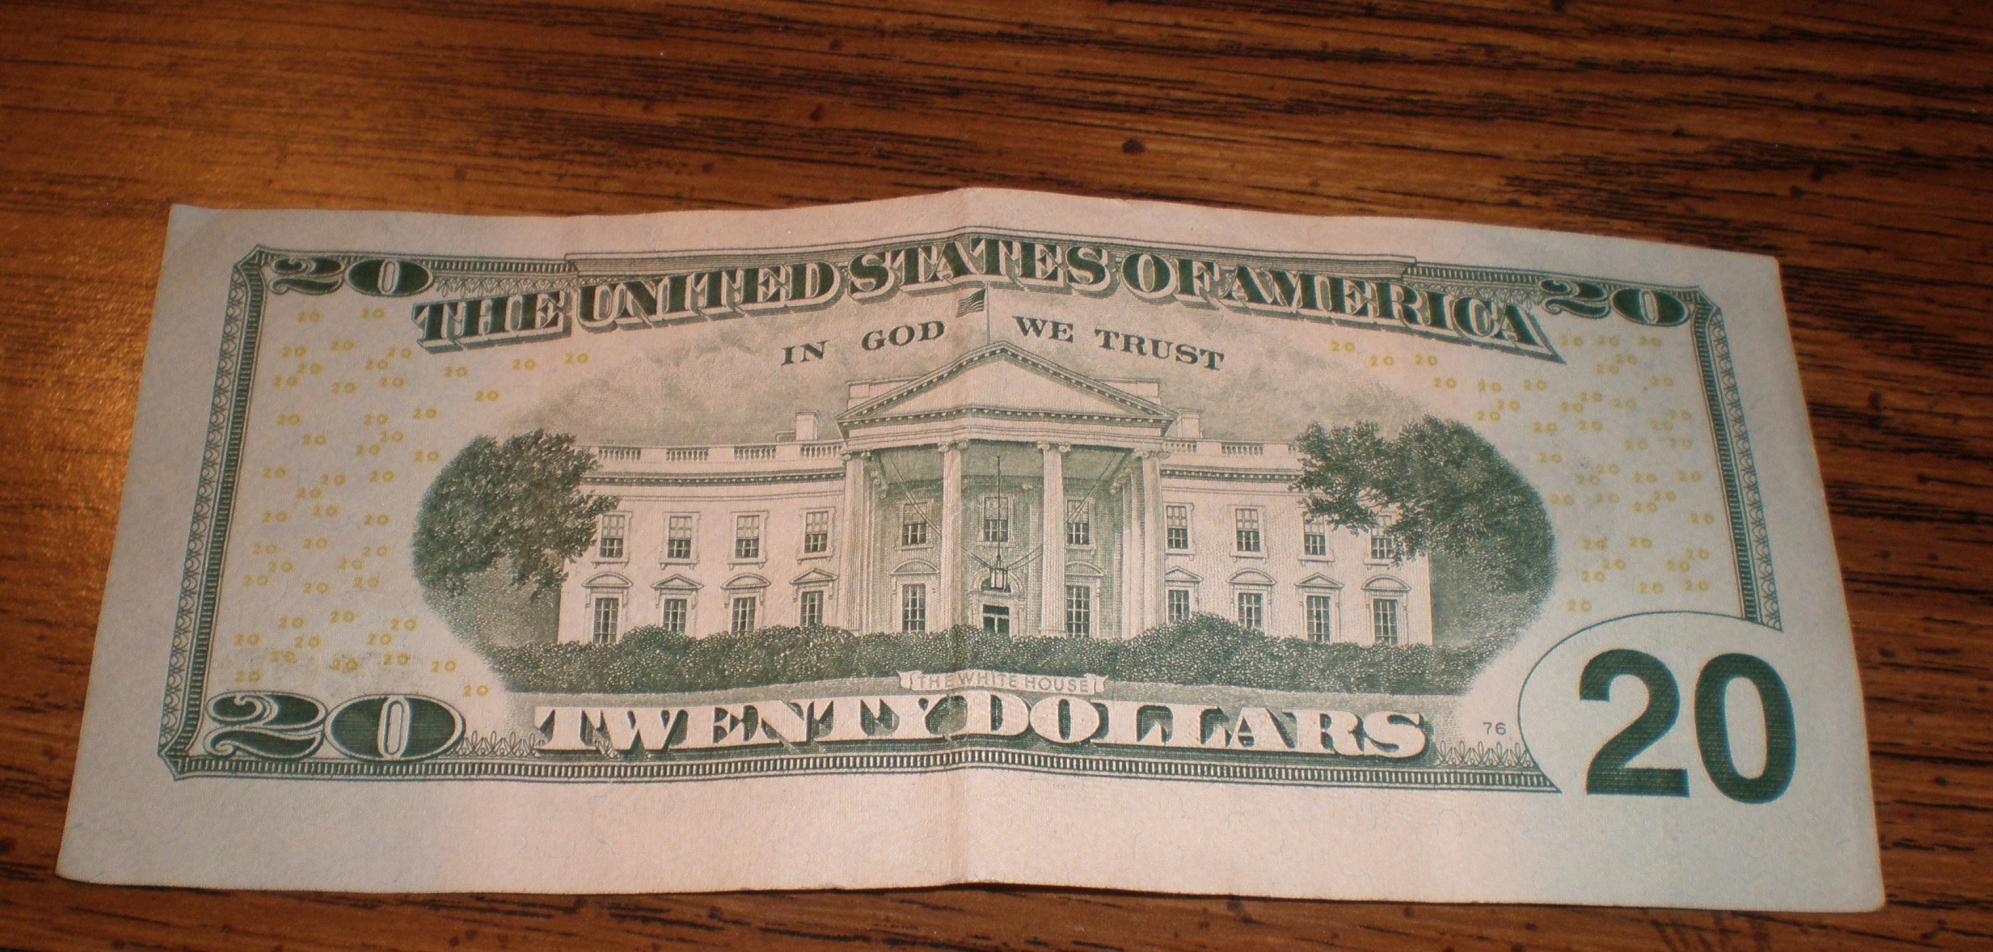 20 THE UNITED STATES OF AMERICA 20
IN GOD WE TRUST
THE WHITE HOUSE
20 TWENTY DOLLARS 76 20